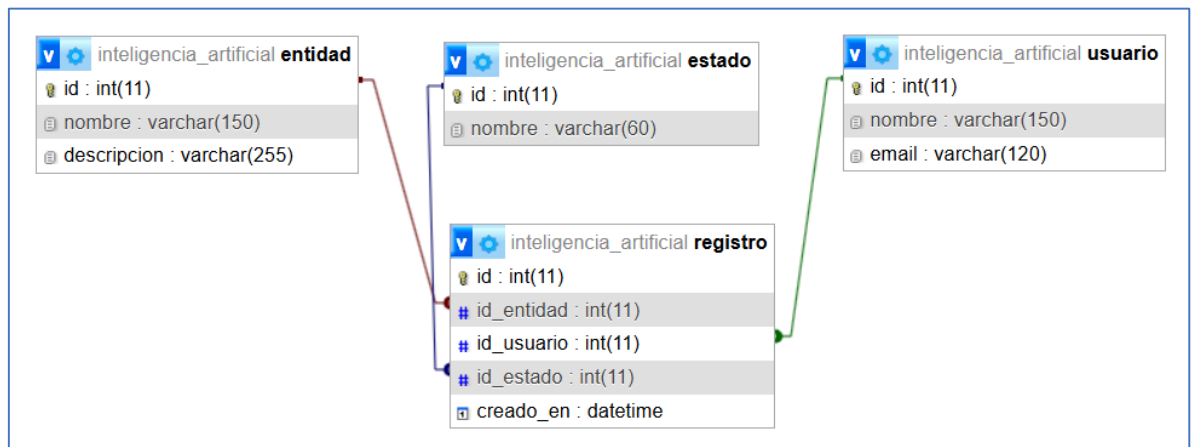 inteligencia_artificial entidad
id : int(11)
nombre : varchar(150)
descripcion : varchar(255)
inteligencia_artificial estado
id : int(11)
nombre : varchar(60)
inteligencia_artificial usuario
id : int(11)
nombre : varchar(150)
email : varchar(120)
inteligencia_artificial registro
id : int(11)
id_entidad : int(11)
id_usuario : int(11)
id_estado : int(11)
creado_en : datetime